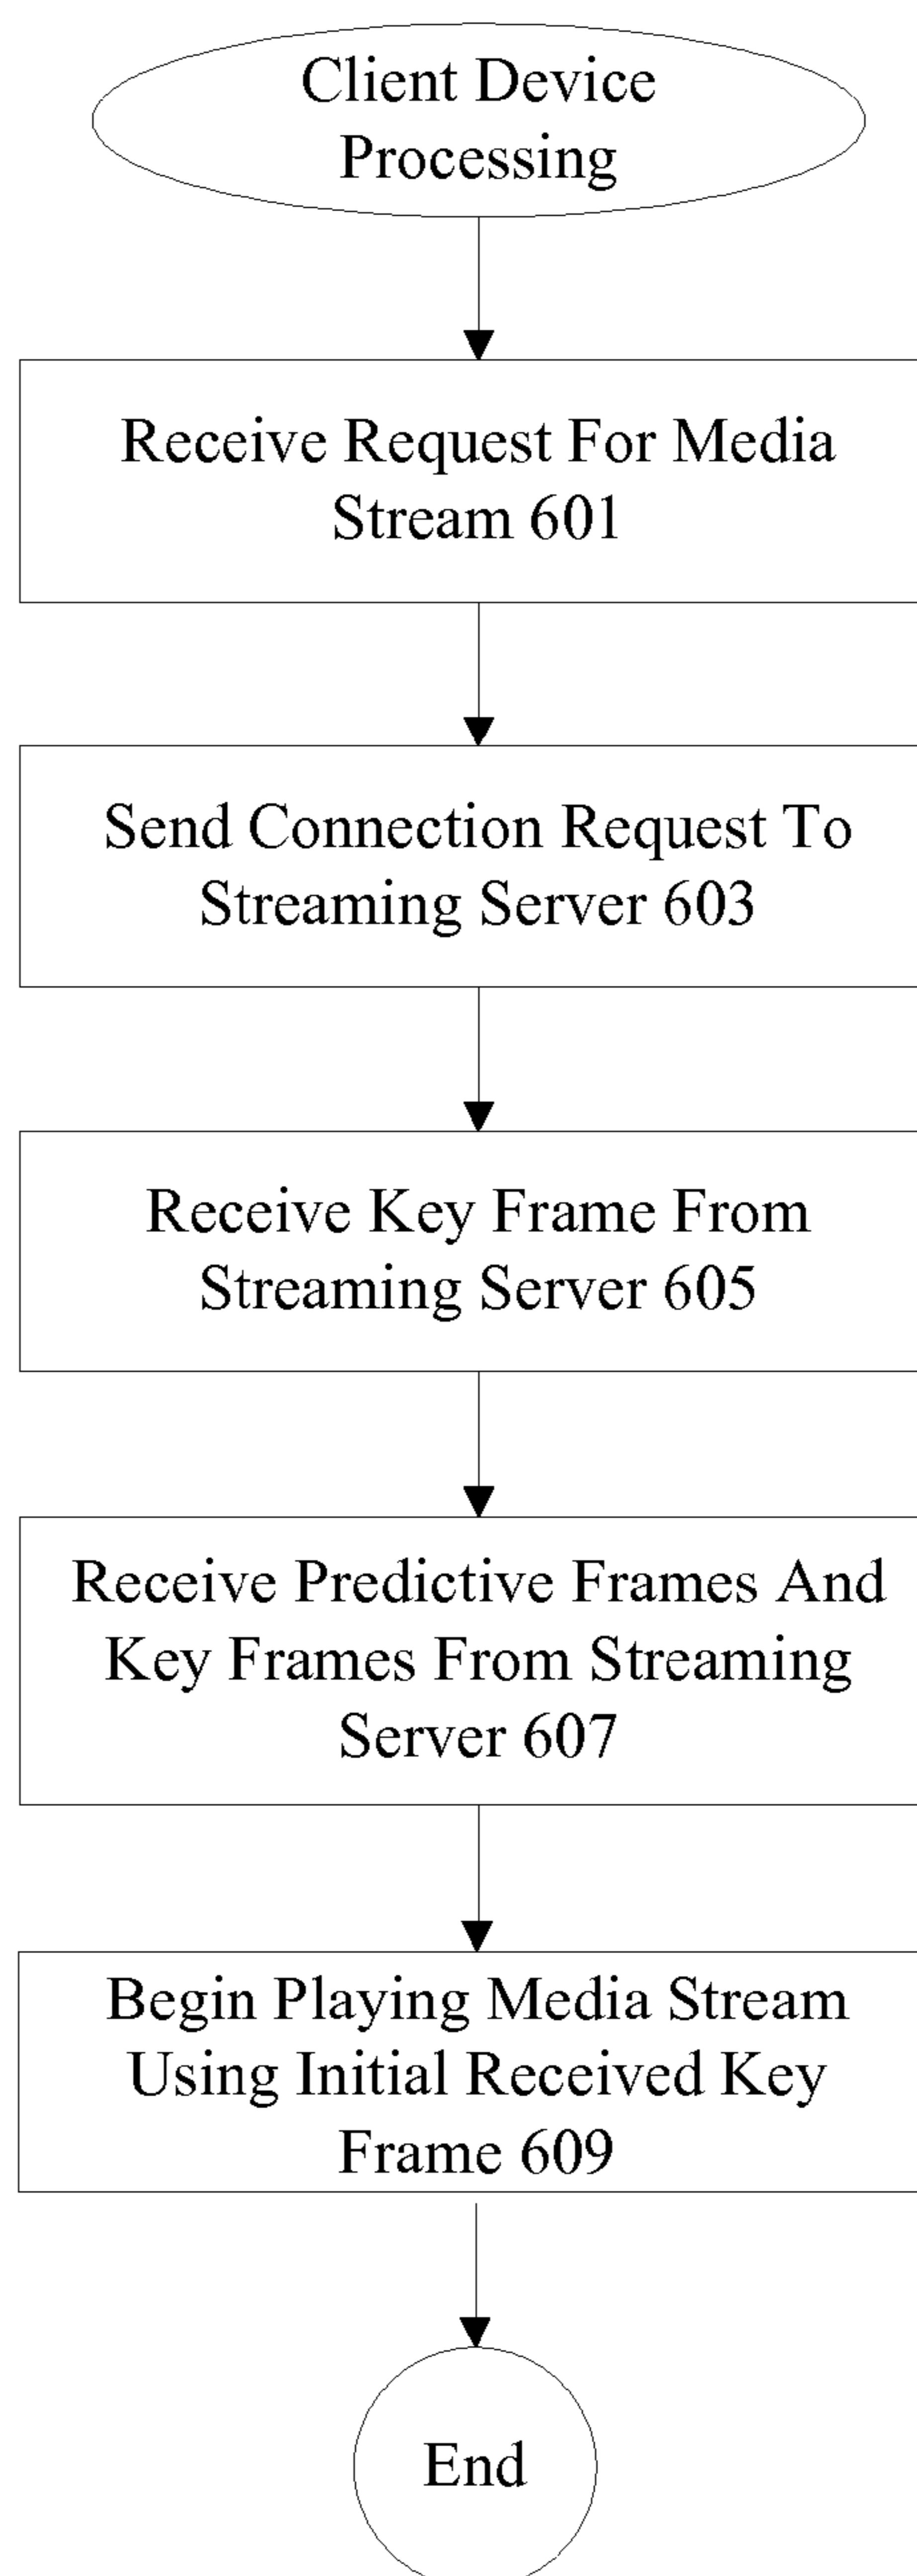 Client Device
Processing
Receive Request For Media
Stream 601
Send Connection Request To
Streaming Server 603
Receive Key Frame From
Streaming Server 605
Receive Predictive Frames And
Key Frames From Streaming
Server 607
Begin Playing Media Stream
Using Initial Received Key
Frame 609
End